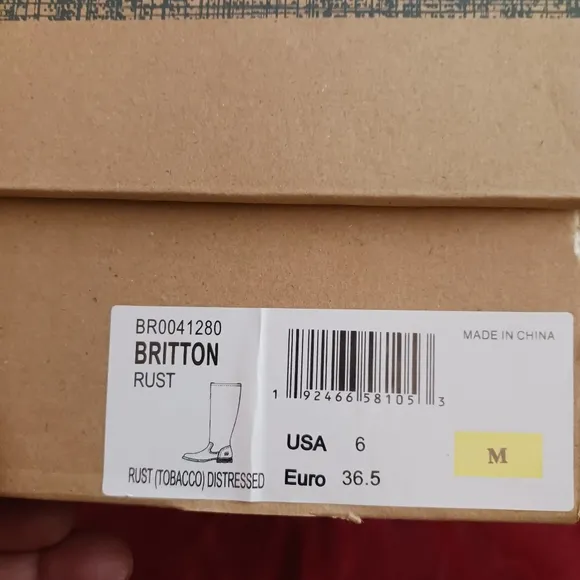 BR0041280
BRITTON
RUST
RUST (TOBACCO) DISTRESSED
1 92466 58105 3
USA 6
Euro 36.5
MADE IN CHINA
M